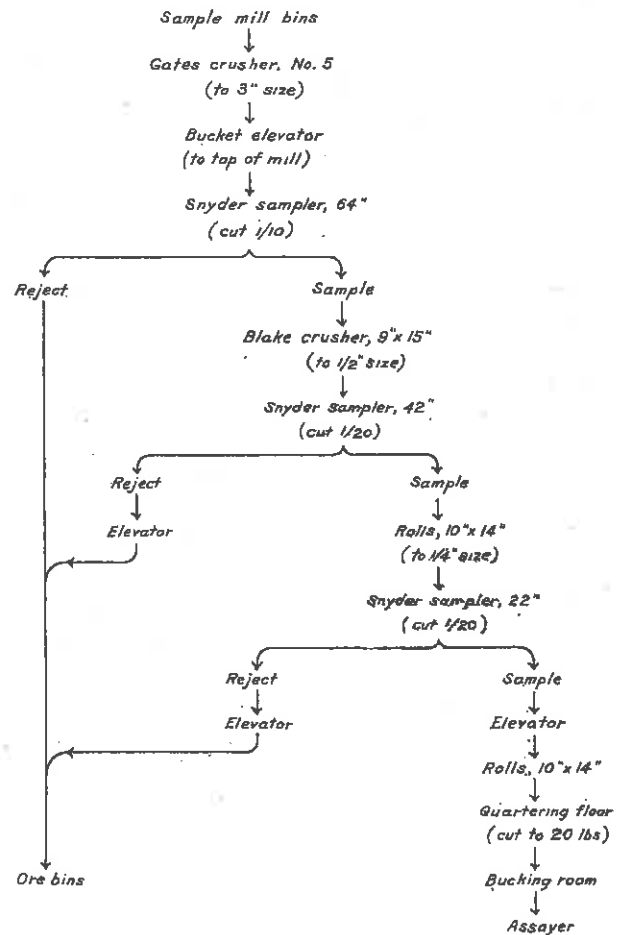 Sample mill bins
Gates crusher, No. 5
(to 3" size)
Bucket elevator
(to top of mill)
Snyder sampler, 64"
(cut 1/10)
Reject
Sample
Blake crusher, 9"x 15"
(to 1/2" size)
Snyder sampler, 42"
(cut 1/20)
Reject
Sample
Elevator
Rolls, 10"x 14"
(to 1/4" size)
Snyder sampler, 22"
(cut 1/20)
Reject
Sample
Elevator
Elevator
Rolls, 10"x 14"
Quartering floor
(cut to 20 lbs)
Ore bins
Bucking room
Assayer